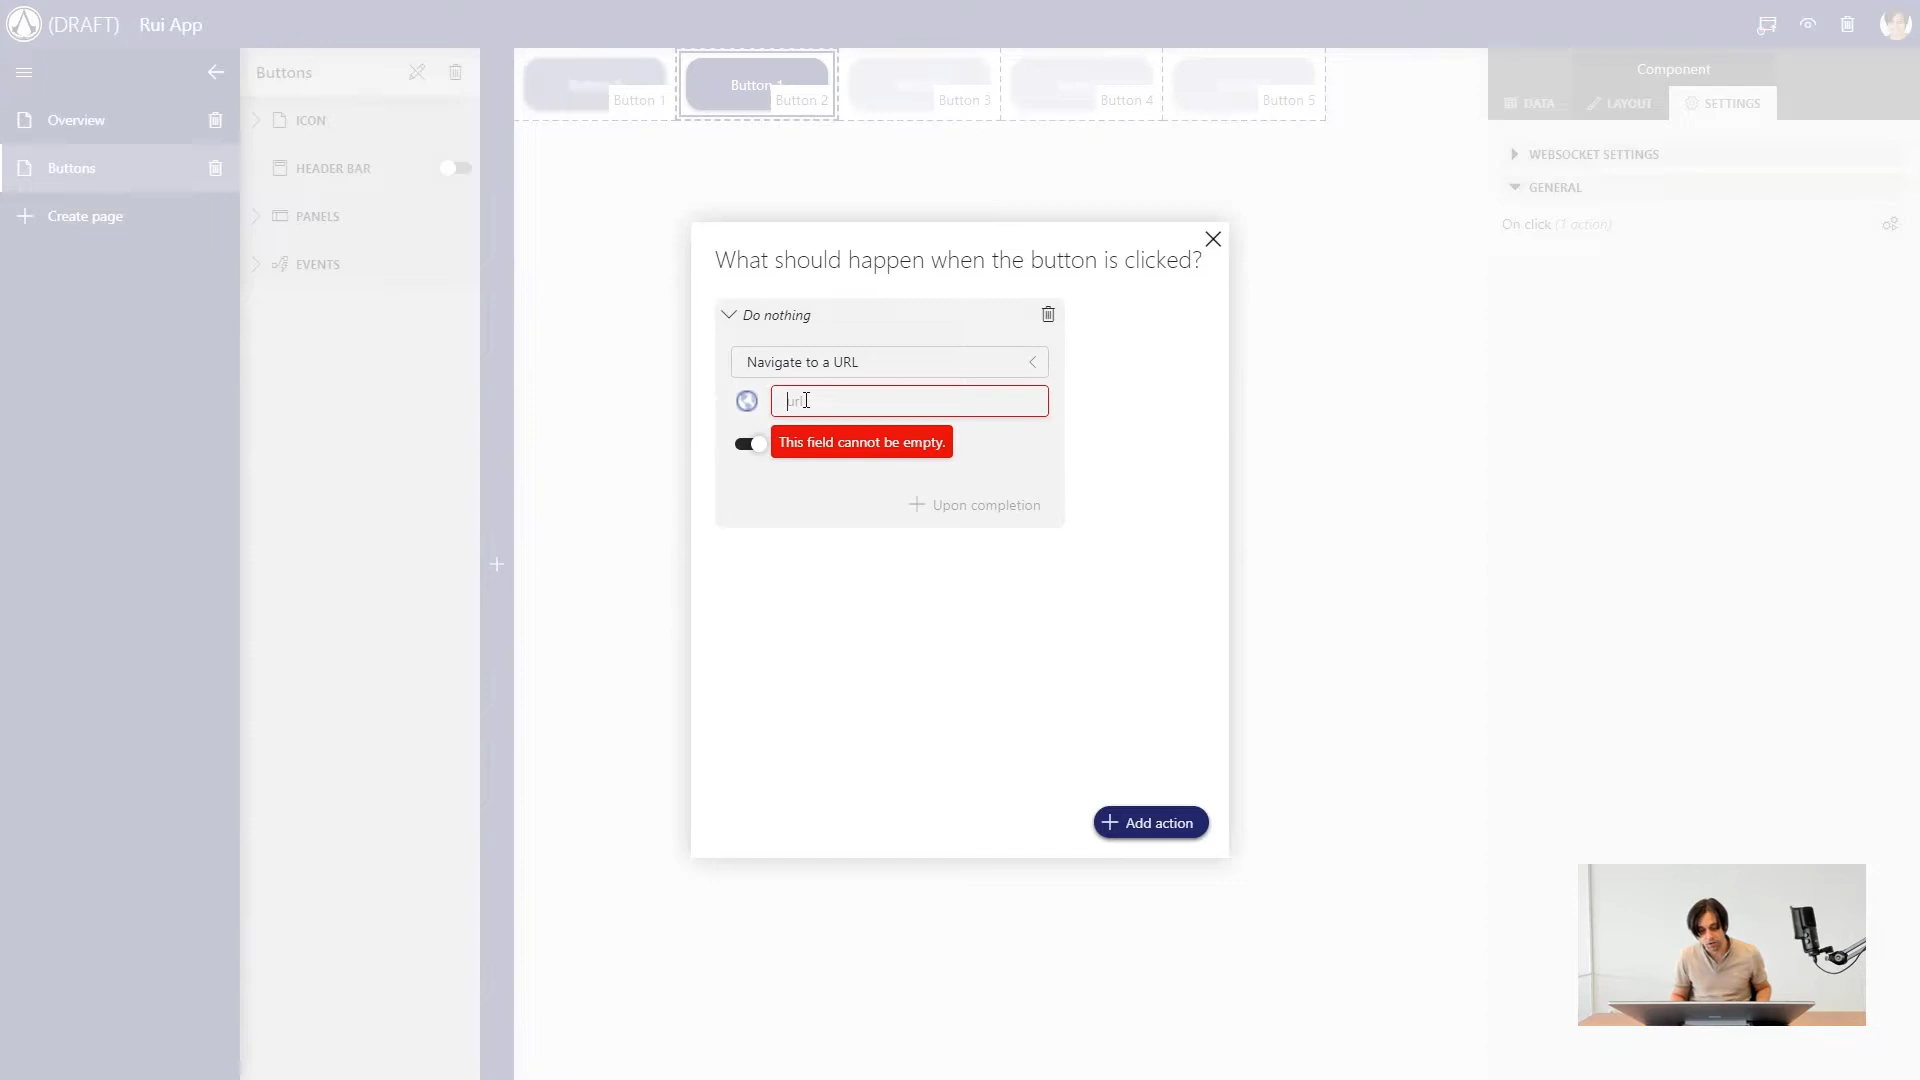 (DRAFT) Rui App
Overview
Buttons
Create page
Buttons
ICON
HEADER BAR
PANELS
EVENTS
Button 1
Button 1
Button 2
Button 3
Button 4
Button 5
Component
DATA LAYOUT SETTINGS
WEBSOCKET SETTINGS
GENERAL
On click (1 action)
What should happen when the button is clicked?
Do nothing
Navigate to a URL
url
This field cannot be empty.
Upon completion
Add action